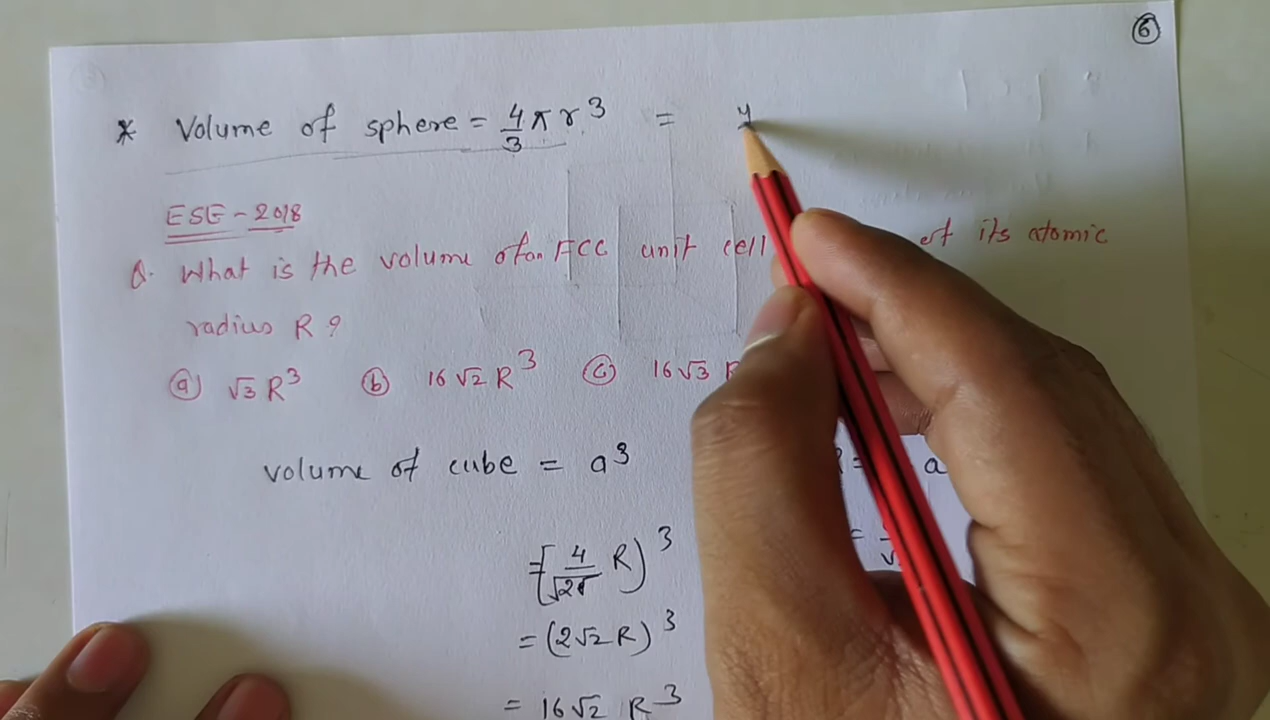 6
* Volume of sphere = 4/3 π r³ = 4
ESE - 2018
Q. What is the volume of an FCC unit cell its atomic
radius R ?
(a) √3 R³ (b) 16√2 R³ (c) 16√3 R
volume of cube = a³ a
= (4/√2 R)³ =
= (2√2 R)³
= 16√2 R³